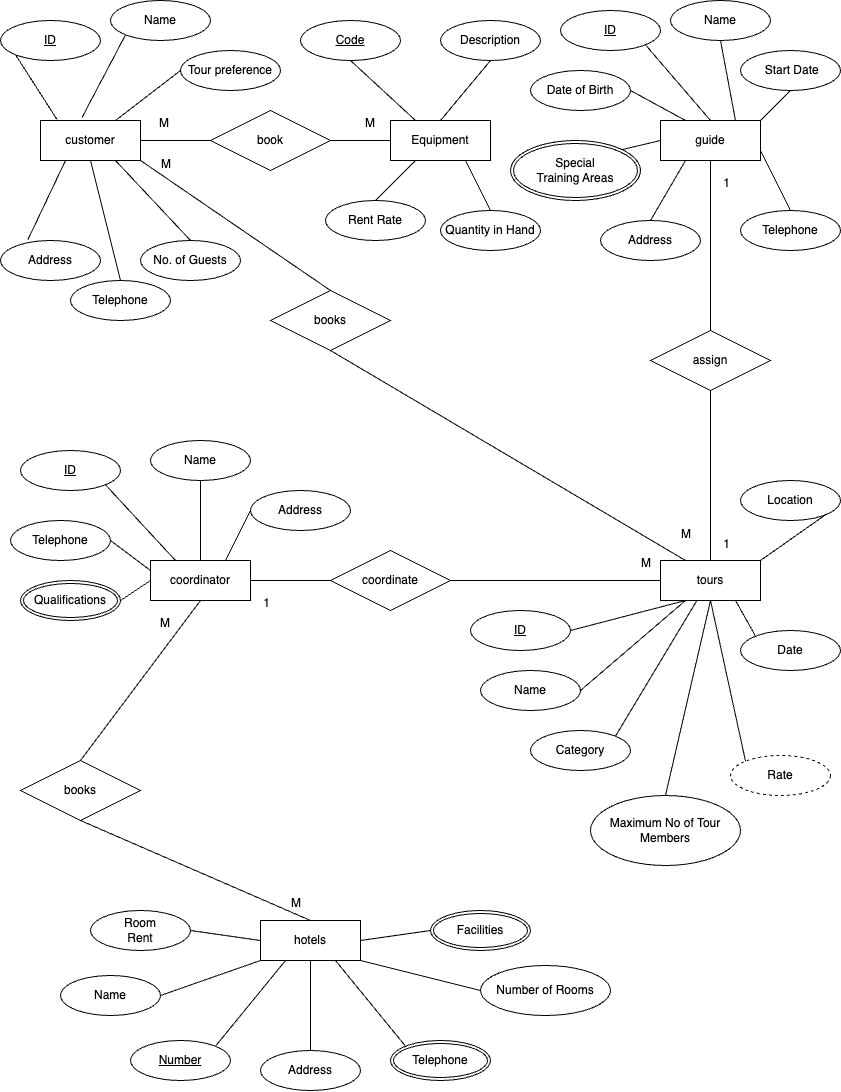 Name
ID
Tour preference
customer
Address
Telephone
No. of Guests
M
book
M
M
Code
Description
Equipment
Rent Rate
Quantity in Hand
ID
Name
Start Date
Date of Birth
Special
Training Areas
guide
Address
Telephone
1
books
assign
M
1
ID
Name
Address
Telephone
Qualifications
coordinator
1
M
coordinate
M
Location
tours
ID
Name
Category
Maximum No of Tour
Members
Rate
Date
books
M
hotels
Room
Rent
Name
Number
Address
Telephone
Number of Rooms
Facilities